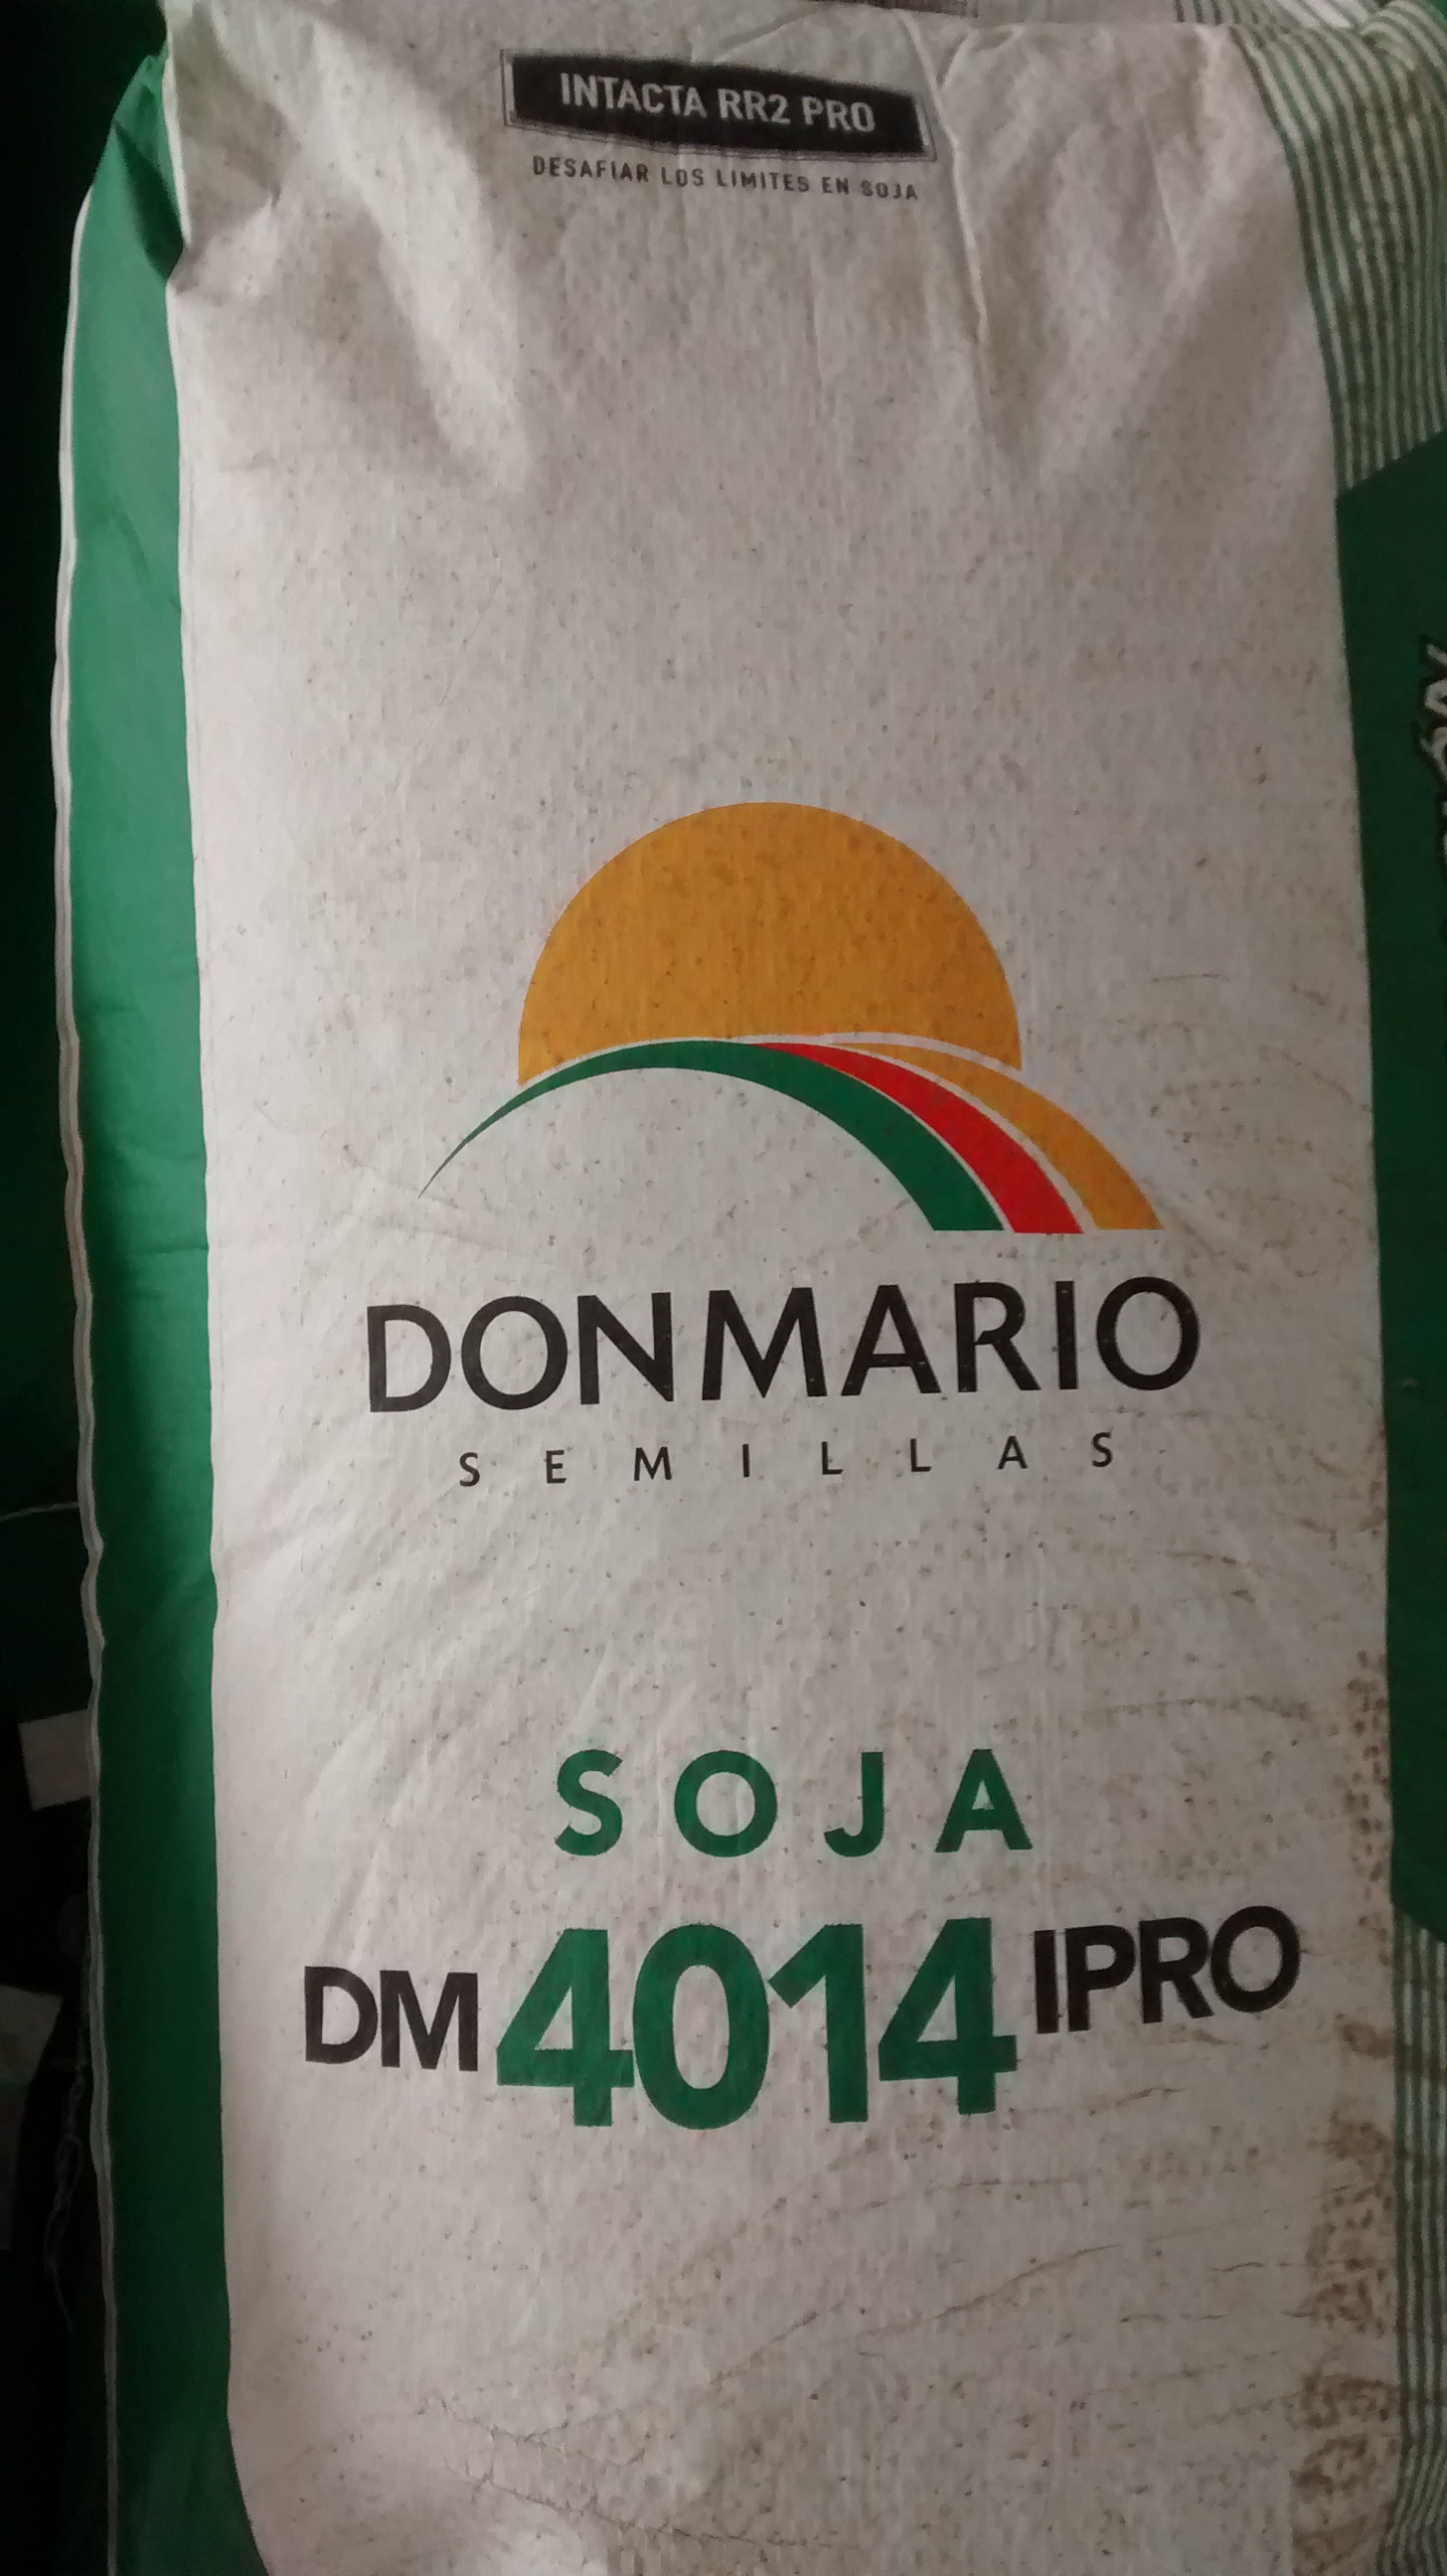 INTACTA RR2 PRO
DESAFIAR LOS LIMITES EN SOJA
DONMARIO
SEMILLAS
SOJA
DM 4014 IPRO